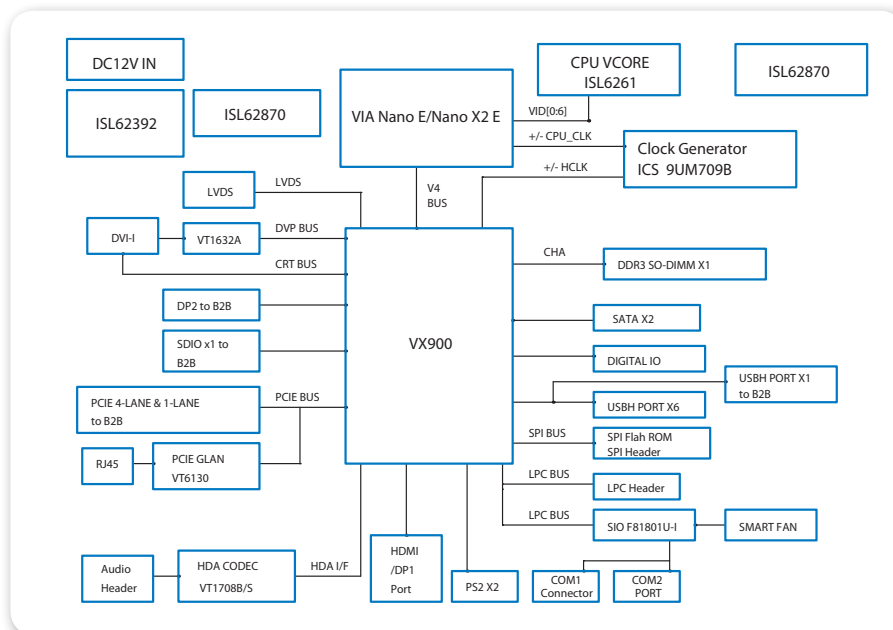 DC12V IN
CPU VCORE
ISL6261
ISL62870
ISL62392
ISL62870
VIA Nano E/Nano X2 E
VID[0:6]
+/- CPU_CLK
Clock Generator
ICS 9UM709B
+/- HCLK
LVDS
LVDS
V4
BUS
DVI-I
VT1632A
DVP BUS
CRT BUS
CHA
DDR3 SO-DIMM X1
DP2 to B2B
VX900
SATA X2
SDIO x1 to
B2B
DIGITAL IO
USBH PORT X1
to B2B
PCIE 4-LANE & 1-LANE
to B2B
PCIE BUS
USBH PORT X6
SPI BUS
SPI Flah ROM
SPI Header
RJ45
PCIE GLAN
VT6130
LPC BUS
LPC Header
LPC BUS
SIO F81801U-I
SMART FAN
Audio
Header
HDA CODEC
VT1708B/S
HDA I/F
HDMI
/DP1
Port
PS2 X2
COM1
Connector
COM2
PORT